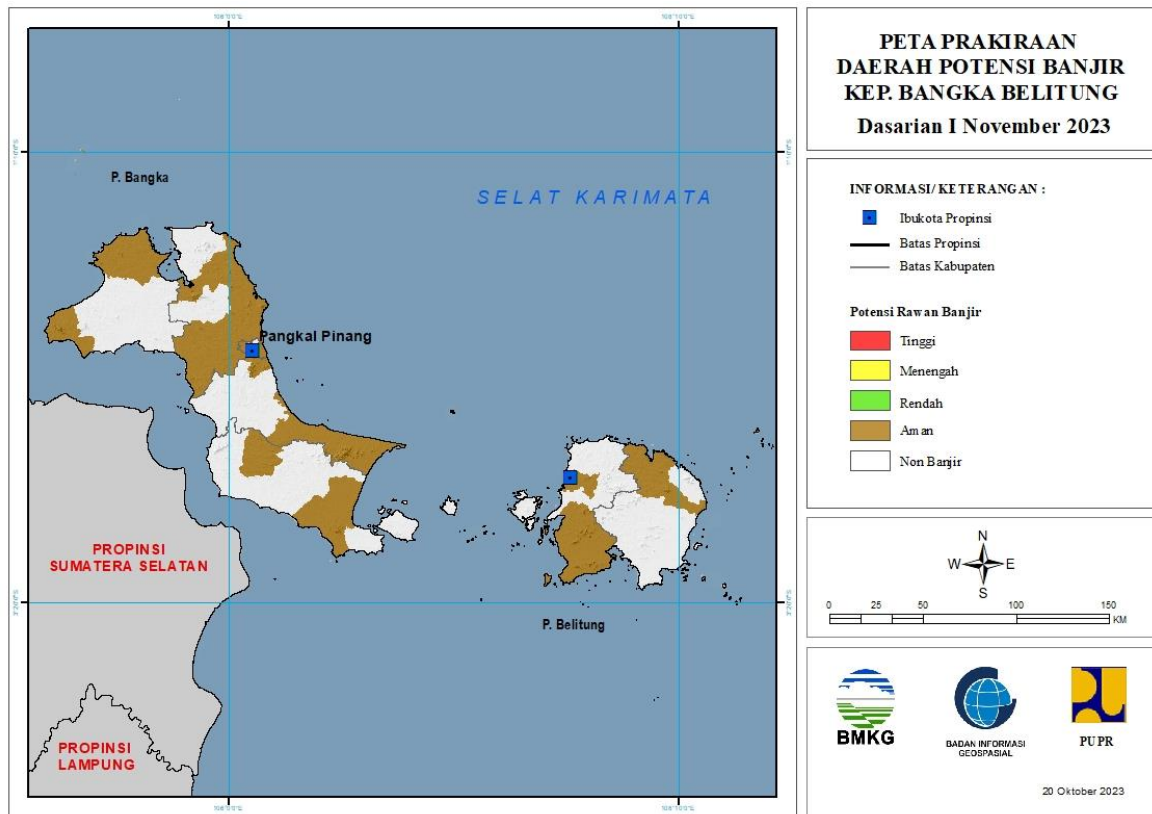 PETA PRAKIRAAN
DAERAH POTENSI BANJIR
KEP. BANGKA BELITUNG
Dasarian I November 2023
P. Bangka
SELAT KARIMATA
Pangkal Pinang
PROPINSI
SUMATERA SELATAN
P. Belitung
PROPINSI
LAMPUNG
INFORMASI/ KETERANGAN :
Ibukota Propinsi
Batas Propinsi
Batas Kabupaten
Potensi Rawan Banjir
Tinggi
Menengah
Rendah
Aman
Non Banjir
N
W E
S
0 25 50 100 150
KM
BMKG
BADAN INFORMASI
GEOSPASIAL
PUPR
20 Oktober 2023